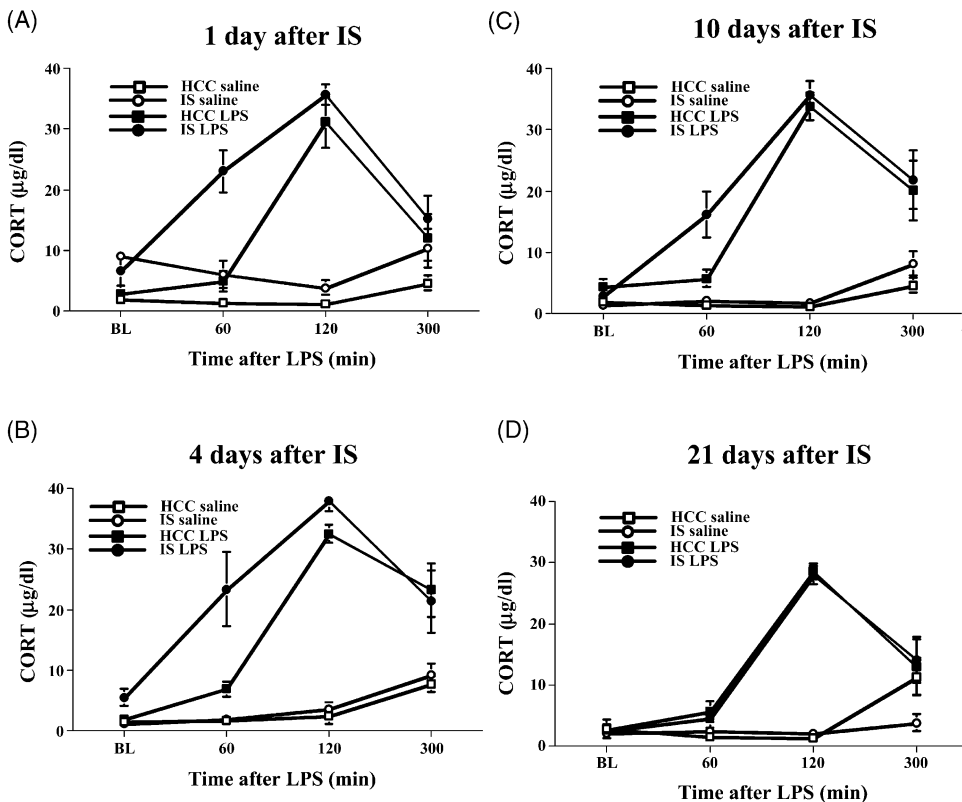 (A)
1 day after IS
HCC saline
IS saline
HCC LPS
IS LPS
40
30
20
10
0
CORT (µg/dl)
BL 60 120 300
Time after LPS (min)
(C)
10 days after IS
HCC saline
IS saline
HCC LPS
IS LPS
40
30
20
10
0
CORT (µg/dl)
BL 60 120 300
Time after LPS (min)
(B)
4 days after IS
HCC saline
IS saline
HCC LPS
IS LPS
40
30
20
10
0
CORT (µg/dl)
BL 60 120 300
Time after LPS (min)
(D)
21 days after IS
HCC saline
IS saline
HCC LPS
IS LPS
40
30
20
10
0
CORT (µg/dl)
BL 60 120 300
Time after LPS (min)